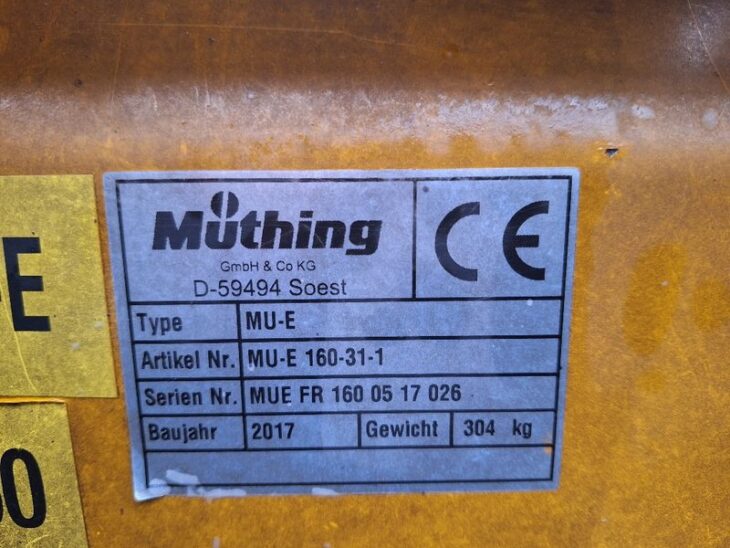 Müthing
CE
GmbH & Co KG
D-59494 Soest
Type MU-E
Artikel Nr. MU-E 160-31-1
Serien Nr. MUE FR 160 05 17 026
Baujahr 2017 Gewicht 304 kg
-E
0